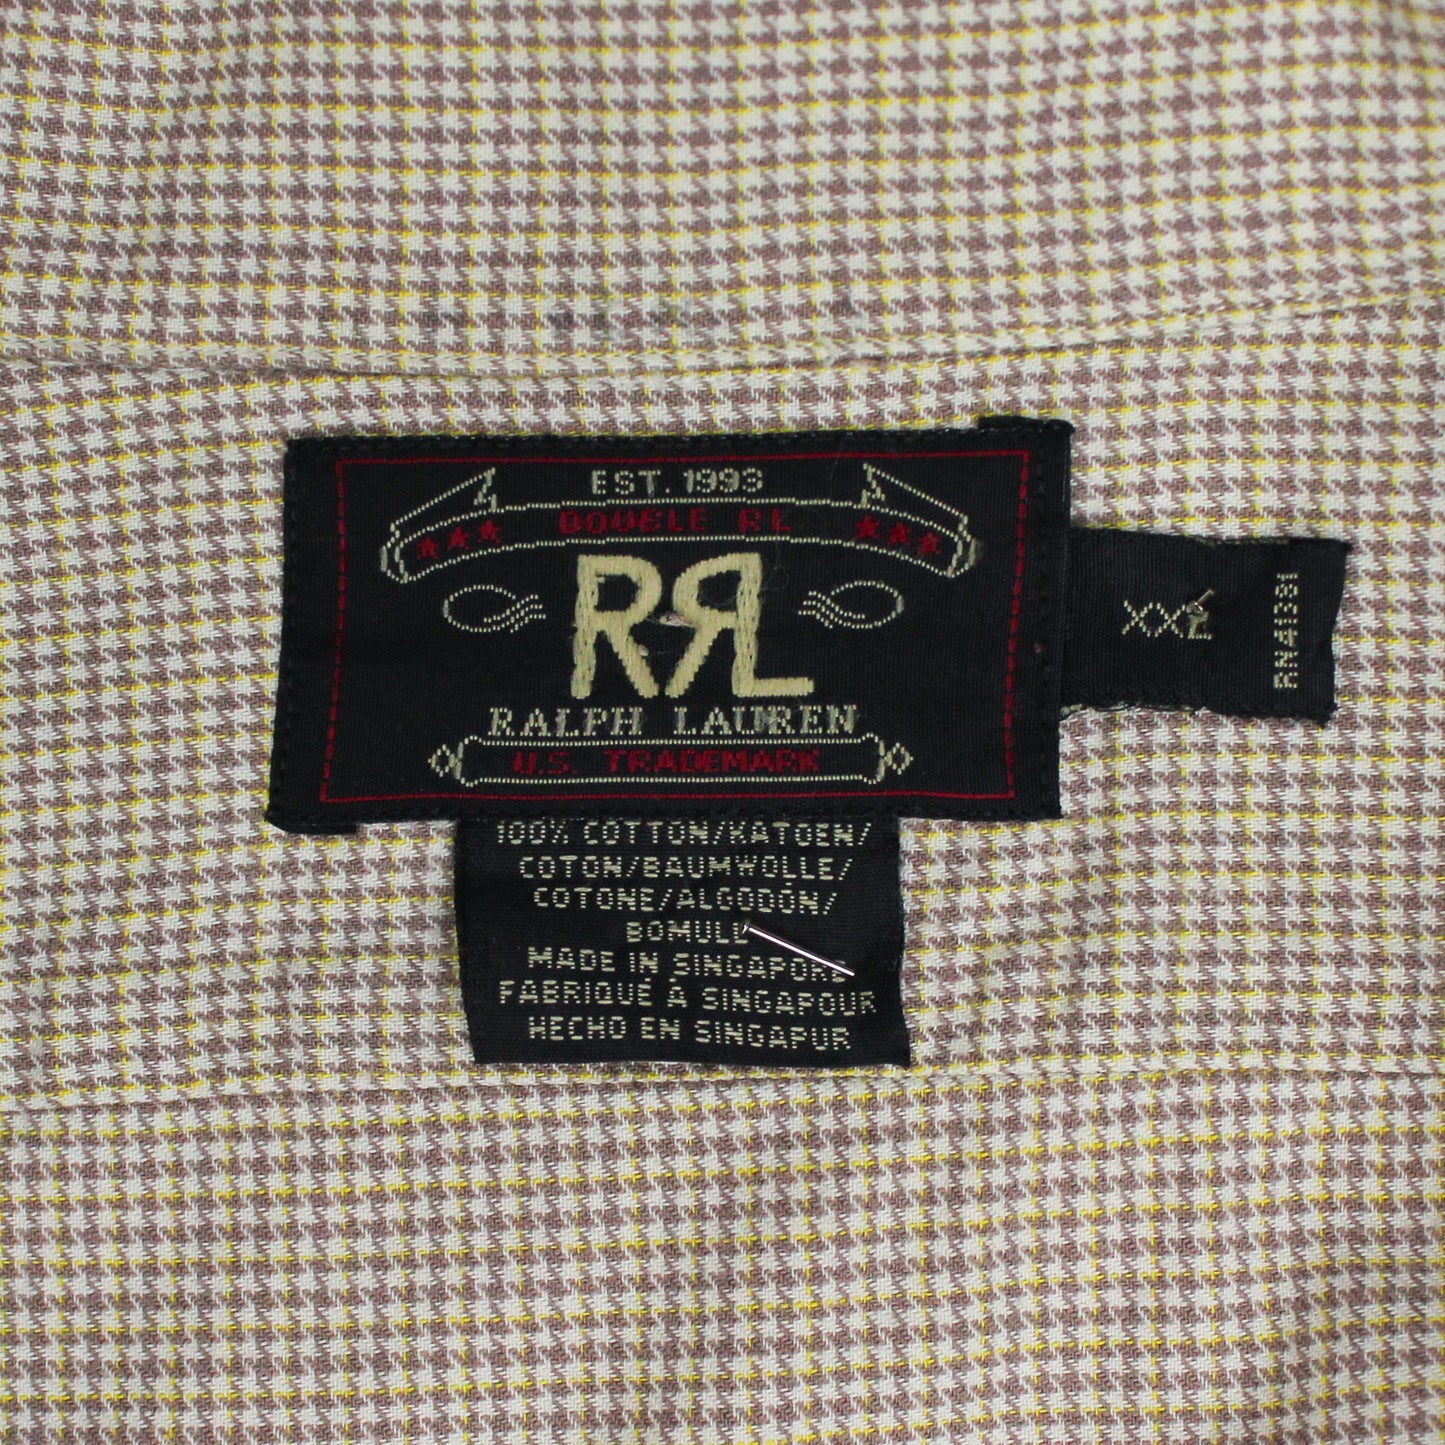 EST. 1993
DOUBLE RL
RRL
RALPH LAUREN
U.S. TRADEMARK
XXL
RN41381
100% COTTON/KATOEN/
COTON/BAUMWOLLE/
COTONE/ALGODÓN/
BOMULL
MADE IN SINGAPORE
FABRIQUÉ À SINGAPOUR
HECHO EN SINGAPUR